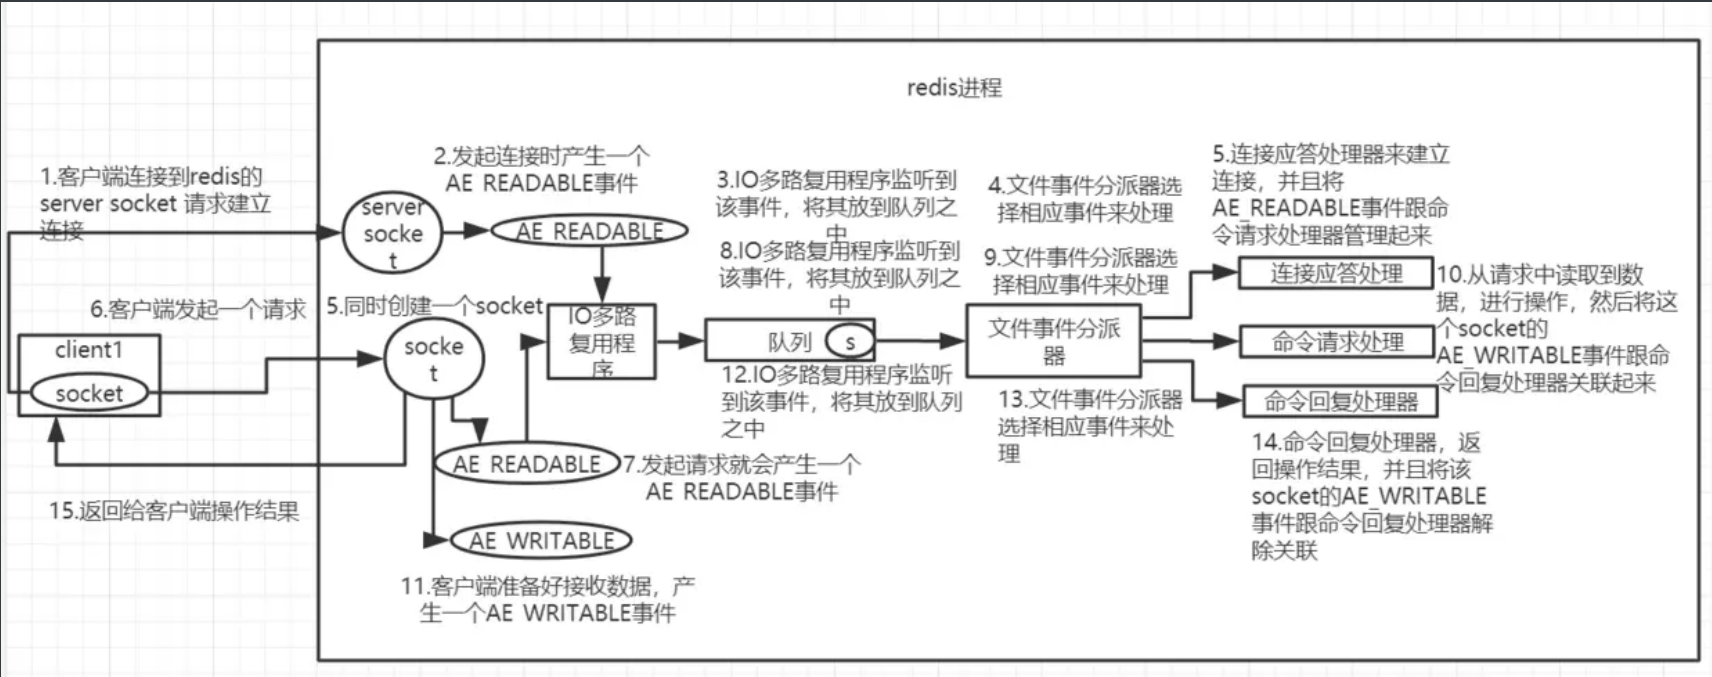 redis进程
1.客户端连接到redis的
server socket 请求建立
连接
2.发起连接时产生一个
AE READABLE事件
server
socke
t
AE READABLE
3.IO多路复用程序监听到
该事件，将其放到队列之
中
8.IO多路复用程序监听到
该事件，将其放到队列之
中
4.文件事件分派器选
择相应事件来处理
9.文件事件分派器选
择相应事件来处理
5.连接应答处理器来建立
连接，并且将
AE_READABLE事件跟命
令请求处理器管理起来
连接应答处理
10.从请求中读取到数
据，进行操作，然后将这
个socket的
AE_WRITABLE事件跟命
令回复处理器关联起来
6.客户端发起一个请求
5.同时创建一个socket
client1
socket
socke
t
IO多路
复用程
序
队列
s
文件事件分派
器
命令请求处理
命令回复处理器
12.IO多路复用程序监听
到该事件，将其放到队列
之中
13.文件事件分派器
选择相应事件来处
理
14.命令回复处理器，返
回操作结果，并且将该
socket的AE_WRITABLE
事件跟命令回复处理器解
除关联
AE READABLE
7.发起请求就会产生一个
AE READABLE事件
15.返回给客户端操作结果
AE WRITABLE
11.客户端准备好接收数据，产
生一个AE WRITABLE事件